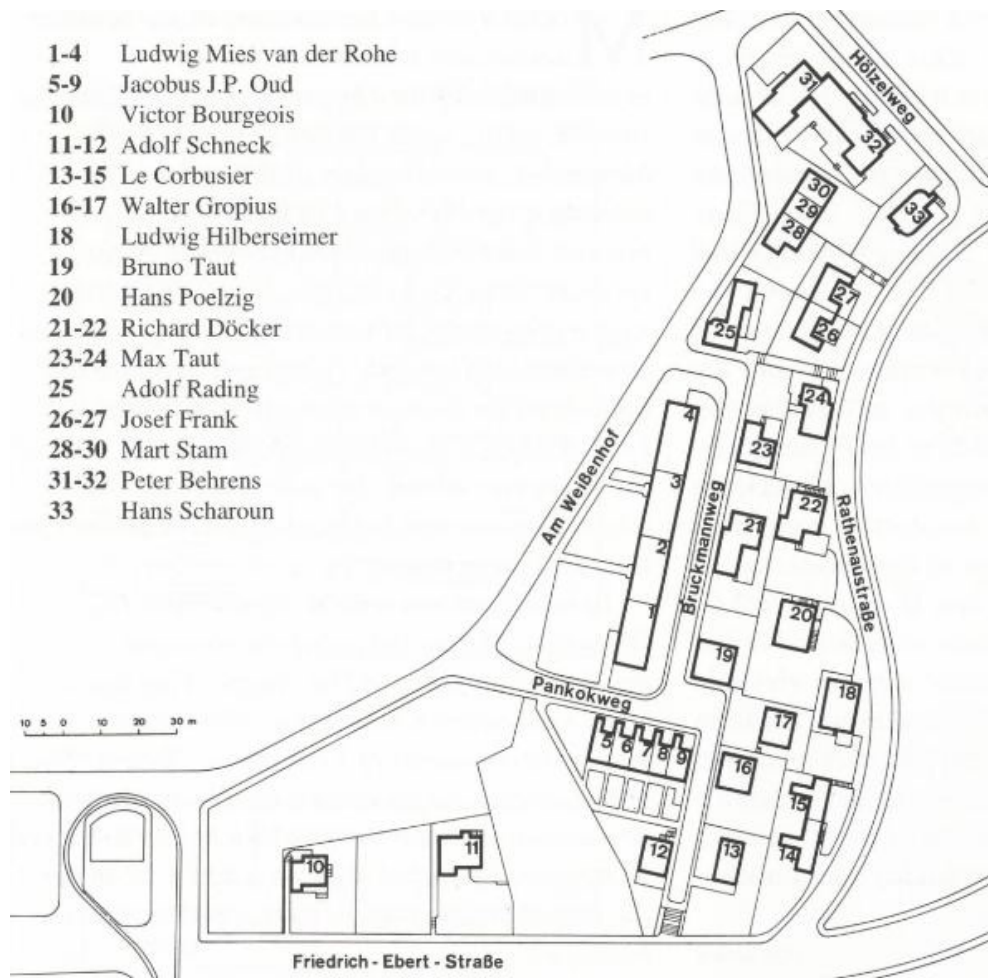 1-4 Ludwig Mies van der Rohe
5-9 Jacobus J.P. Oud
10 Victor Bourgeois
11-12 Adolf Schneck
13-15 Le Corbusier
16-17 Walter Gropius
18 Ludwig Hilberseimer
19 Bruno Taut
20 Hans Poelzig
21-22 Richard Döcker
23-24 Max Taut
25 Adolf Rading
26-27 Josef Frank
28-30 Mart Stam
31-32 Peter Behrens
33 Hans Scharoun
Hölzelweg
31
32
30
29
28
33
27
26
25
24
4
23
Am Weißenhof
3
Bruckmannweg
22
21
Rathenaustraße
2
1
20
19
18
Pankokweg
17
10 5 0 10 20 30 m
5 6 7 8 9
16
15
14
13
12
11
10
Friedrich - Ebert - Straße